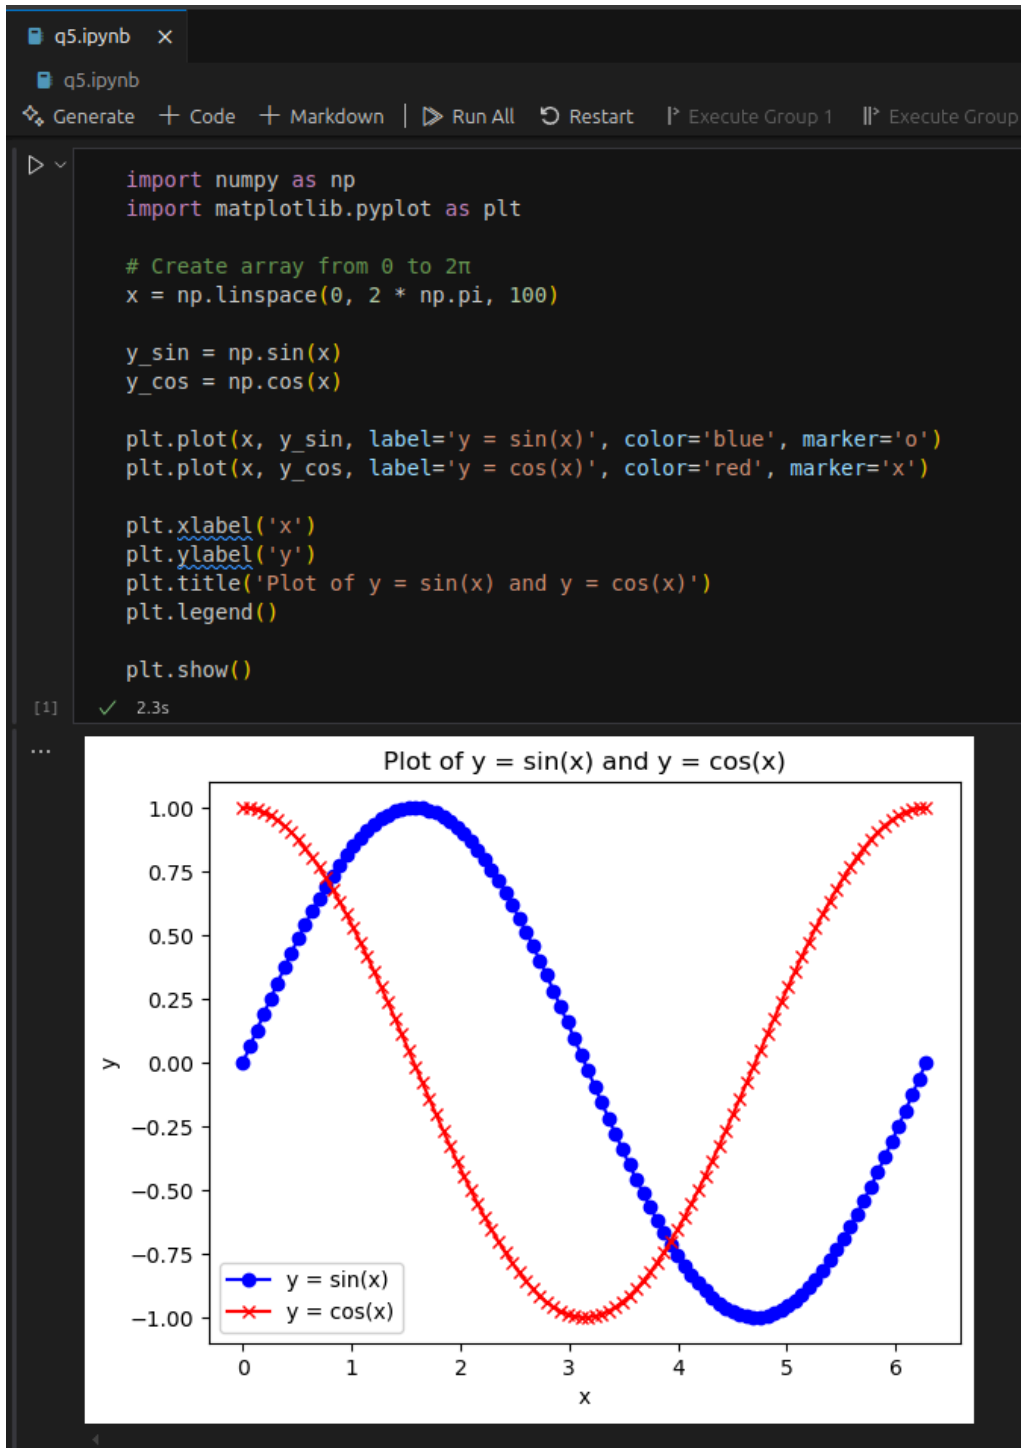 q5.ipynb
q5.ipynb
Generate + Code + Markdown | Run All Restart Execute Group 1 Execute Group
import numpy as np
import matplotlib.pyplot as plt
# Create array from 0 to 2π
x = np.linspace(0, 2 * np.pi, 100)
y_sin = np.sin(x)
y_cos = np.cos(x)
plt.plot(x, y_sin, label='y = sin(x)', color='blue', marker='o')
plt.plot(x, y_cos, label='y = cos(x)', color='red', marker='x')
plt.xlabel('x')
plt.ylabel('y')
plt.title('Plot of y = sin(x) and y = cos(x)')
plt.legend()
plt.show()
[1] 2.3s
Plot of y = sin(x) and y = cos(x)
1.00
0.75
0.50
0.25
0.00
−0.25
−0.50
−0.75
−1.00
y
y = sin(x)
y = cos(x)
0 1 2 3 4 5 6
x